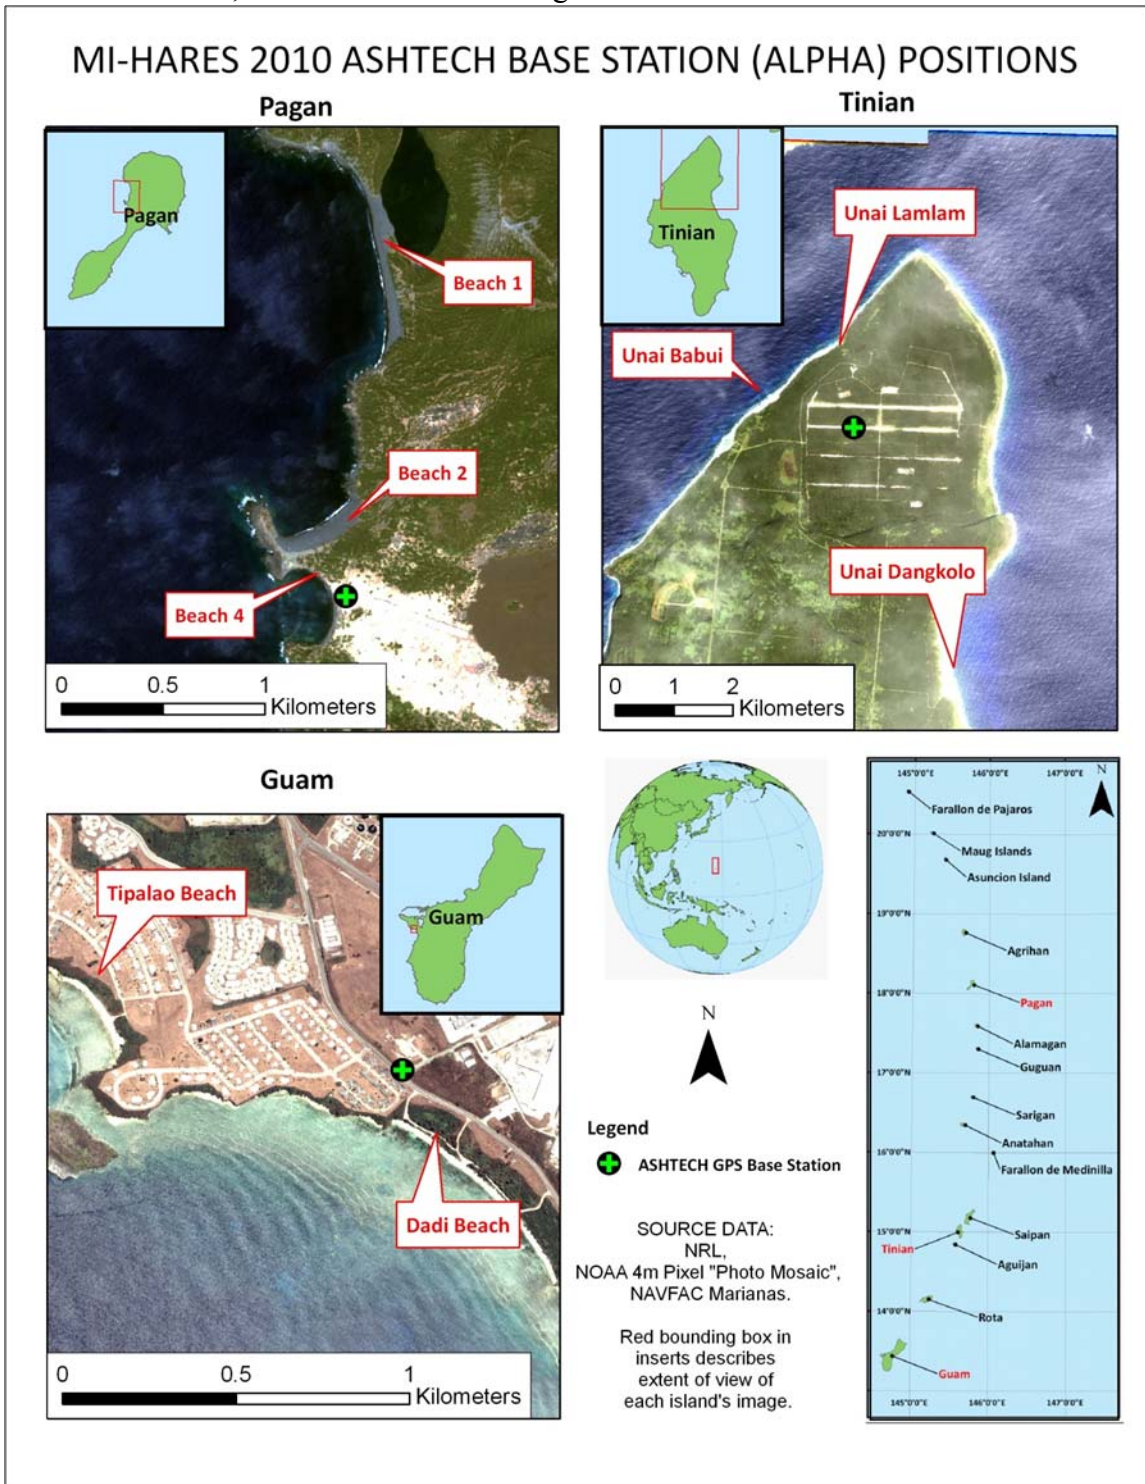 MI-HARES 2010 ASHTECH BASE STATION (ALPHA) POSITIONS
Pagan
Tinian
Pagan
Beach 1
Beach 2
Beach 4
0 0.5 1
Kilometers
Tinian
Unai Lamlam
Unai Babui
Unai Dangkolo
0 1 2
Kilometers
Guam
Tipalao Beach
Guam
Dadi Beach
0 0.5 1
Kilometers
N
Legend
ASHTECH GPS Base Station
SOURCE DATA:
NRL,
NOAA 4m Pixel "Photo Mosaic",
NAVFAC Marianas.
Red bounding box in
inserts describes
extent of view of
each island's image.
145°0'0"E 146°0'0"E 147°0'0"E
N
Farallon de Pajaros
20°0'0"N
Maug Islands
Asuncion Island
19°0'0"N
Agrihan
18°0'0"N
Pagan
Alamagan
Guguan
17°0'0"N
Sarigan
Anatahan
16°0'0"N
Farallon de Medinilla
15°0'0"N
Saipan
Tinian
Aguijan
14°0'0"N
Rota
Guam
145°0'0"E 146°0'0"E 147°0'0"E